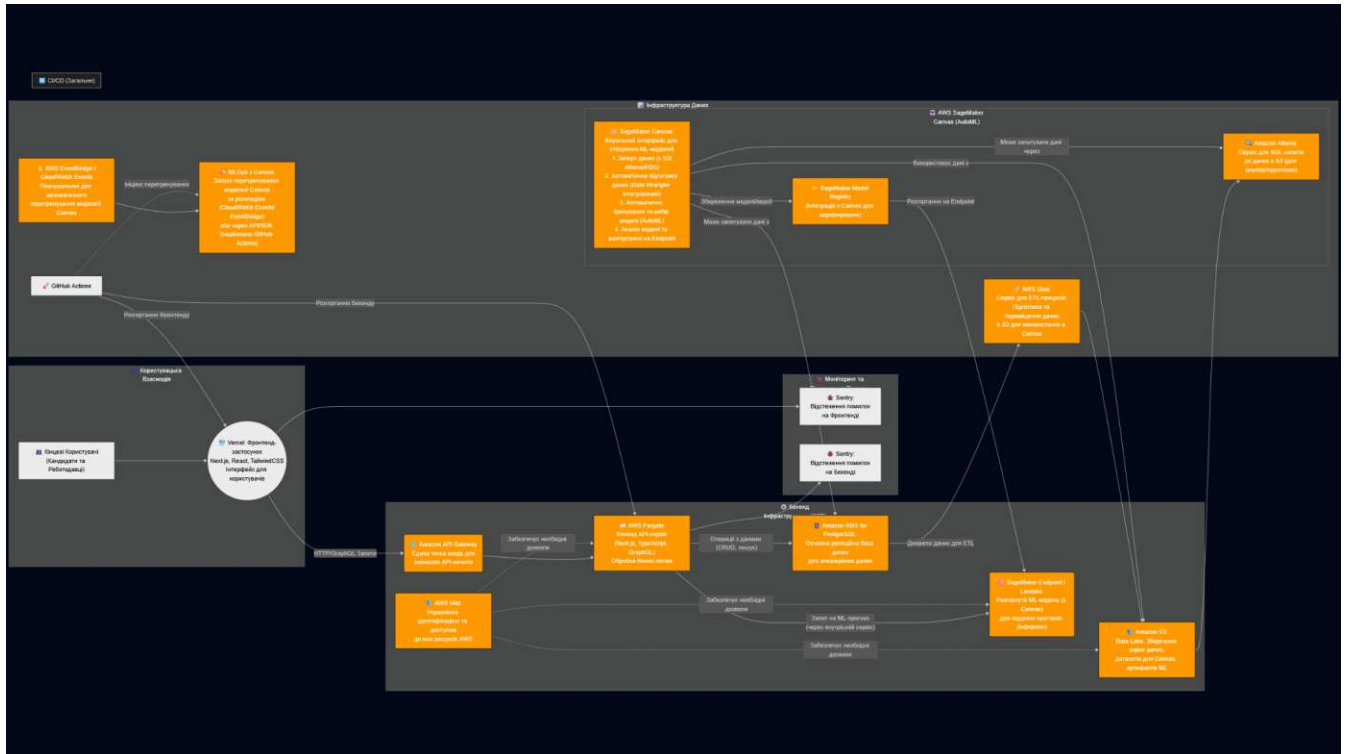 CI/CD (Загальне)
Інфраструктура Даних
AWS SageMaker
Canvas (AutoML)
AWS EventBridge /
CloudWatch Events
Планувальник для
автоматичного
перетренування моделей
Canvas
Ініціює перетренування
MLOps з Canvas
Запуск перетренування
моделей Canvas
за розкладом
(CloudWatch Events/
EventBridge)
або через API/SDK
(ініційоване GitHub
Actions)
GitHub Actions
Розгортання Фронтенду
Розгортання Бекенду
SageMaker Canvas
Візуальний інтерфейс для
створення ML-моделей
1. Імпорт даних (з S3/
Athena/RDS)
2. Автоматична підготовка
даних (Data Wrangler
інтегрований)
3. Автоматичне
тренування та вибір
моделі (AutoML)
4. Аналіз моделі та
розгортання на Endpoint
Може запитувати дані
через
Використовує дані з
Збереження моделі/версії
Може запитувати дані з
SageMaker Model
Registry
(Інтеграція з Canvas для
версіонування)
Розгортання на Endpoint
Amazon Athena
Сервіс для SQL-запитів
до даних в S3 (для
аналізу/підготовки)
AWS Glue
Сервіс для ETL-процесів:
Підготовка та
переміщення даних
в S3 для використання в
Canvas
Користувацька
Взаємодія
Кінцеві Користувачі
(Кандидати та
Роботодавці)
Vercel: Фронтенд-
застосунок
Next.js, React, TailwindCSS
Інтерфейс для
користувачів
HTTP/GraphQL Запити
Моніторинг та
Sentry:
Відстеження помилок
на Фронтенді
Sentry:
Відстеження помилок
на Бекенді
Бекенд
Amazon API Gateway
Єдина точка входу для
зовнішніх API-запитів
AWS IAM
Управління
ідентифікацією та
доступом
до всіх ресурсів AWS
Забезпечує необхідні
дозволи
AWS Fargate
Бекенд API-сервіс
(Nest.js, TypeScript,
GraphQL)
Обробка бізнес-логіки
Операції з даними
(CRUD, пошук)
Amazon RDS for
PostgreSQL:
Основна реляційна база
даних
для операційних даних
Джерело даних для ETL
Забезпечує необхідні
дозволи
Запит на ML-прогноз
(через внутрішній сервіс)
Забезпечує необхідні
дозволи
SageMaker Endpoint /
Lambda:
Розгорнута ML-модель (з
Canvas)
для надання прогнозів
(інференс)
Amazon S3
Data Lake: Зберігання
сирих даних,
датасетів для Canvas,
артефактів ML